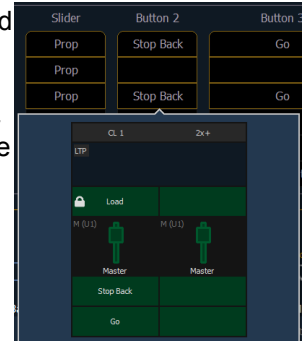 d
Slider Button 2 Button 3
Prop Stop Back Go
Prop
Prop Stop Back Go
e
CL 1 2x+
LTP
Load
M (U1) M (U1)
Master Master
Stop Back
Go